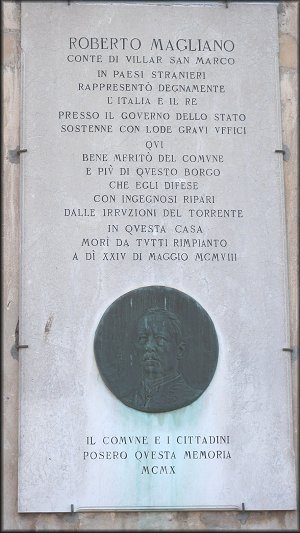 ROBERTO MAGLIANO
CONTE DI VILLAR SAN MARCO
IN PAESI STRANIERI
RAPPRESENTÒ DEGNAMENTE
L'ITALIA E IL RE
PRESSO IL GOVERNO DELLO STATO
SOSTENNE CON LODE GRAVI VFFICI
QVI
BENE MERITÒ DEL COMVNE
E PIÙ DI QVESTO BORGO
CHE EGLI DIFESE
CON INGEGNOSI RIPARI
DALLE IRRVZIONI DEL TORRENTE
IN QVESTA CASA
MORÌ DA TVTTI RIMPIANTO
A DÌ XXIV DI MAGGIO MCMVIII
IL COMVNE E I CITTADINI
POSERO QVESTA MEMORIA
MCMX